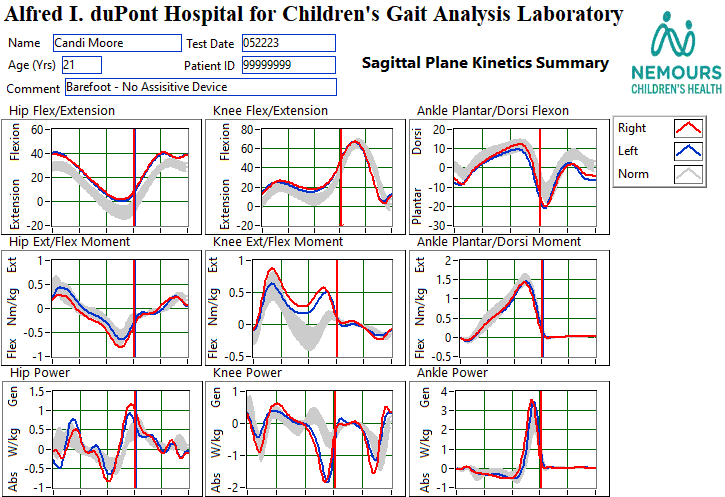 Alfred I. duPont Hospital for Children's Gait Analysis Laboratory
Name Candi Moore Test Date 052223
Age (Yrs) 21 Patient ID 99999999
Comment Barefoot - No Assisitive Device
Sagittal Plane Kinetics Summary
NEMOURS
CHILDREN'S HEALTH
Hip Flex/Extension Knee Flex/Extension Ankle Plantar/Dorsi Flexon
Extension Flexion
60
40
20
0
-20
Extension Flexion
80
60
40
20
0
-20
Plantar Dorsi
20
10
0
-10
-20
-30
Right
Left
Norm
Hip Ext/Flex Moment Knee Ext/Flex Moment Ankle Plantar/Dorsi Moment
Flex Nm/kg Ext
1
0.5
0
-0.5
-1
Flex Nm/kg Ext
1
0.5
0
-0.5
Flex Nm/kg Ext
2
1.5
1
0.5
0
-0.5
Hip Power Knee Power Ankle Power
Abs W/kg Gen
1.5
1
0.5
0
-0.5
-1
Abs W/kg Gen
1
0
-1
-2
Abs W/kg Gen
4
3
2
1
0
-1
-2